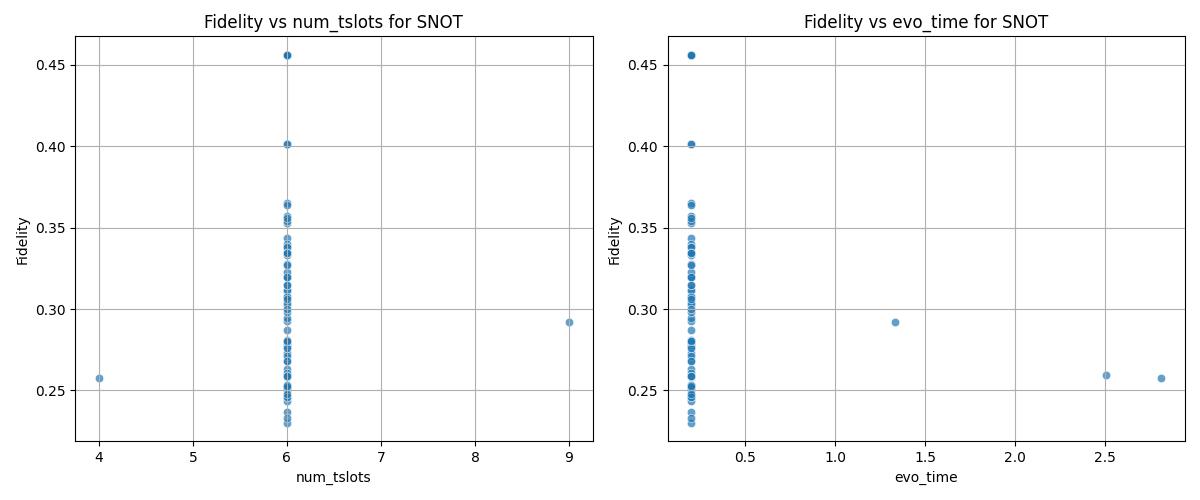 Fidelity vs num_tslots for SNOT
Fidelity
0.45
0.40
0.35
0.30
0.25
4 5 6 7 8 9
num_tslots
Fidelity vs evo_time for SNOT
Fidelity
0.45
0.40
0.35
0.30
0.25
0.5 1.0 1.5 2.0 2.5
evo_time